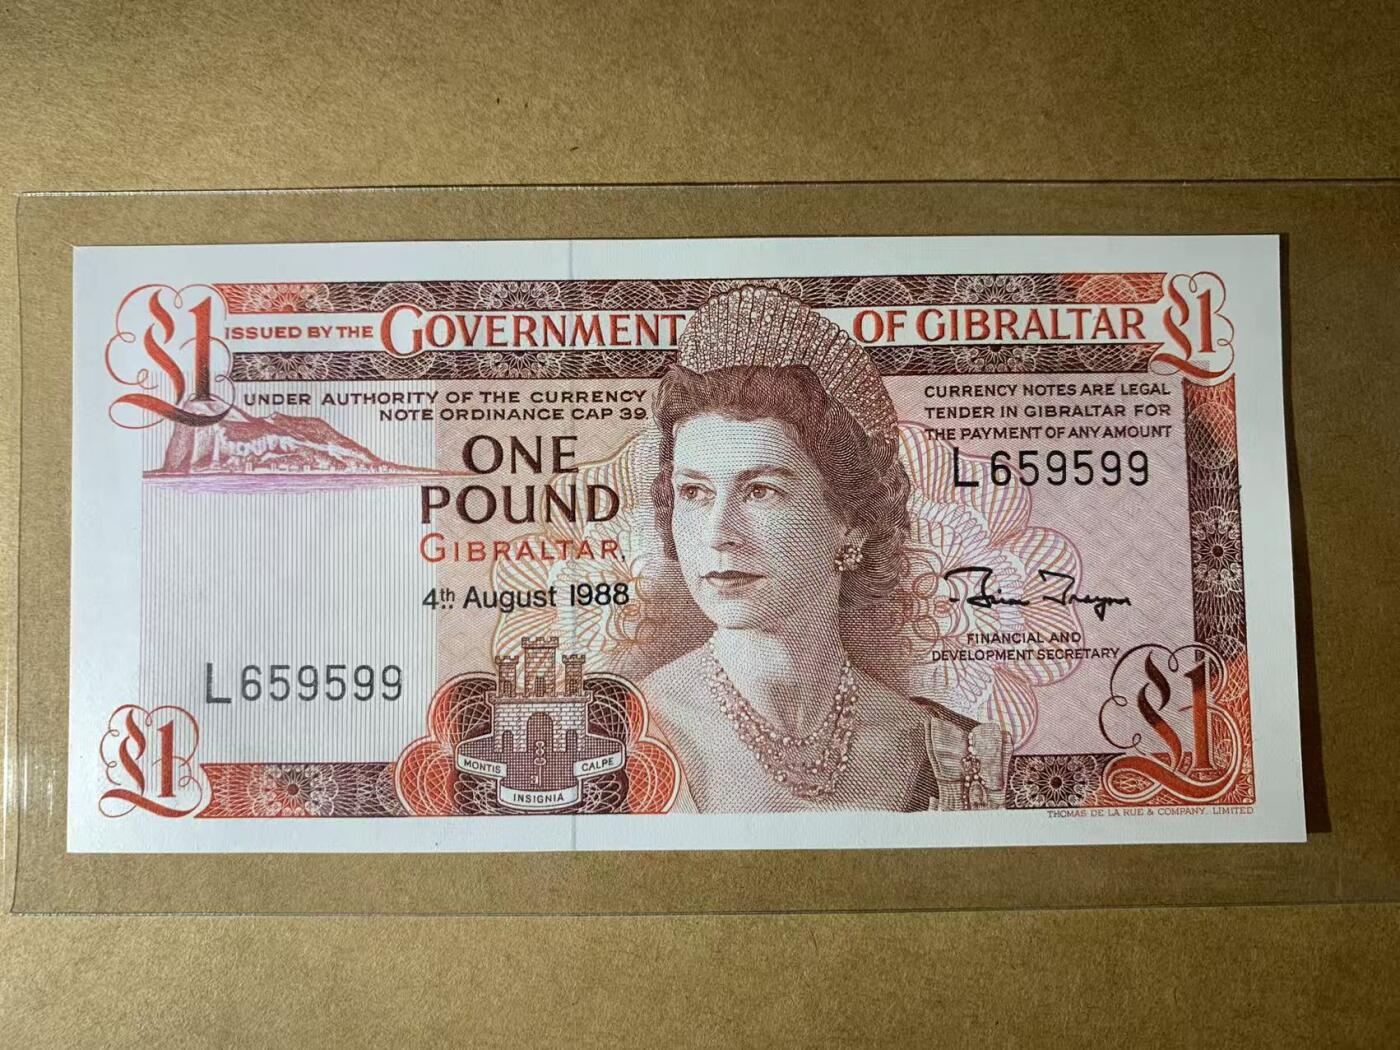 £1 ISSUED BY THE GOVERNMENT OF GIBRALTAR £1
UNDER AUTHORITY OF THE CURRENCY
NOTE ORDINANCE CAP 39.
CURRENCY NOTES ARE LEGAL
TENDER IN GIBRALTAR FOR
THE PAYMENT OF ANY AMOUNT
ONE
POUND
GIBRALTAR,
4th August 1988
L659599
Brian Traynor
FINANCIAL AND
DEVELOPMENT SECRETARY
L659599
£1
MONTIS
CALPE
INSIGNIA
£1
THOMAS DE LA RUE & COMPANY, LIMITED